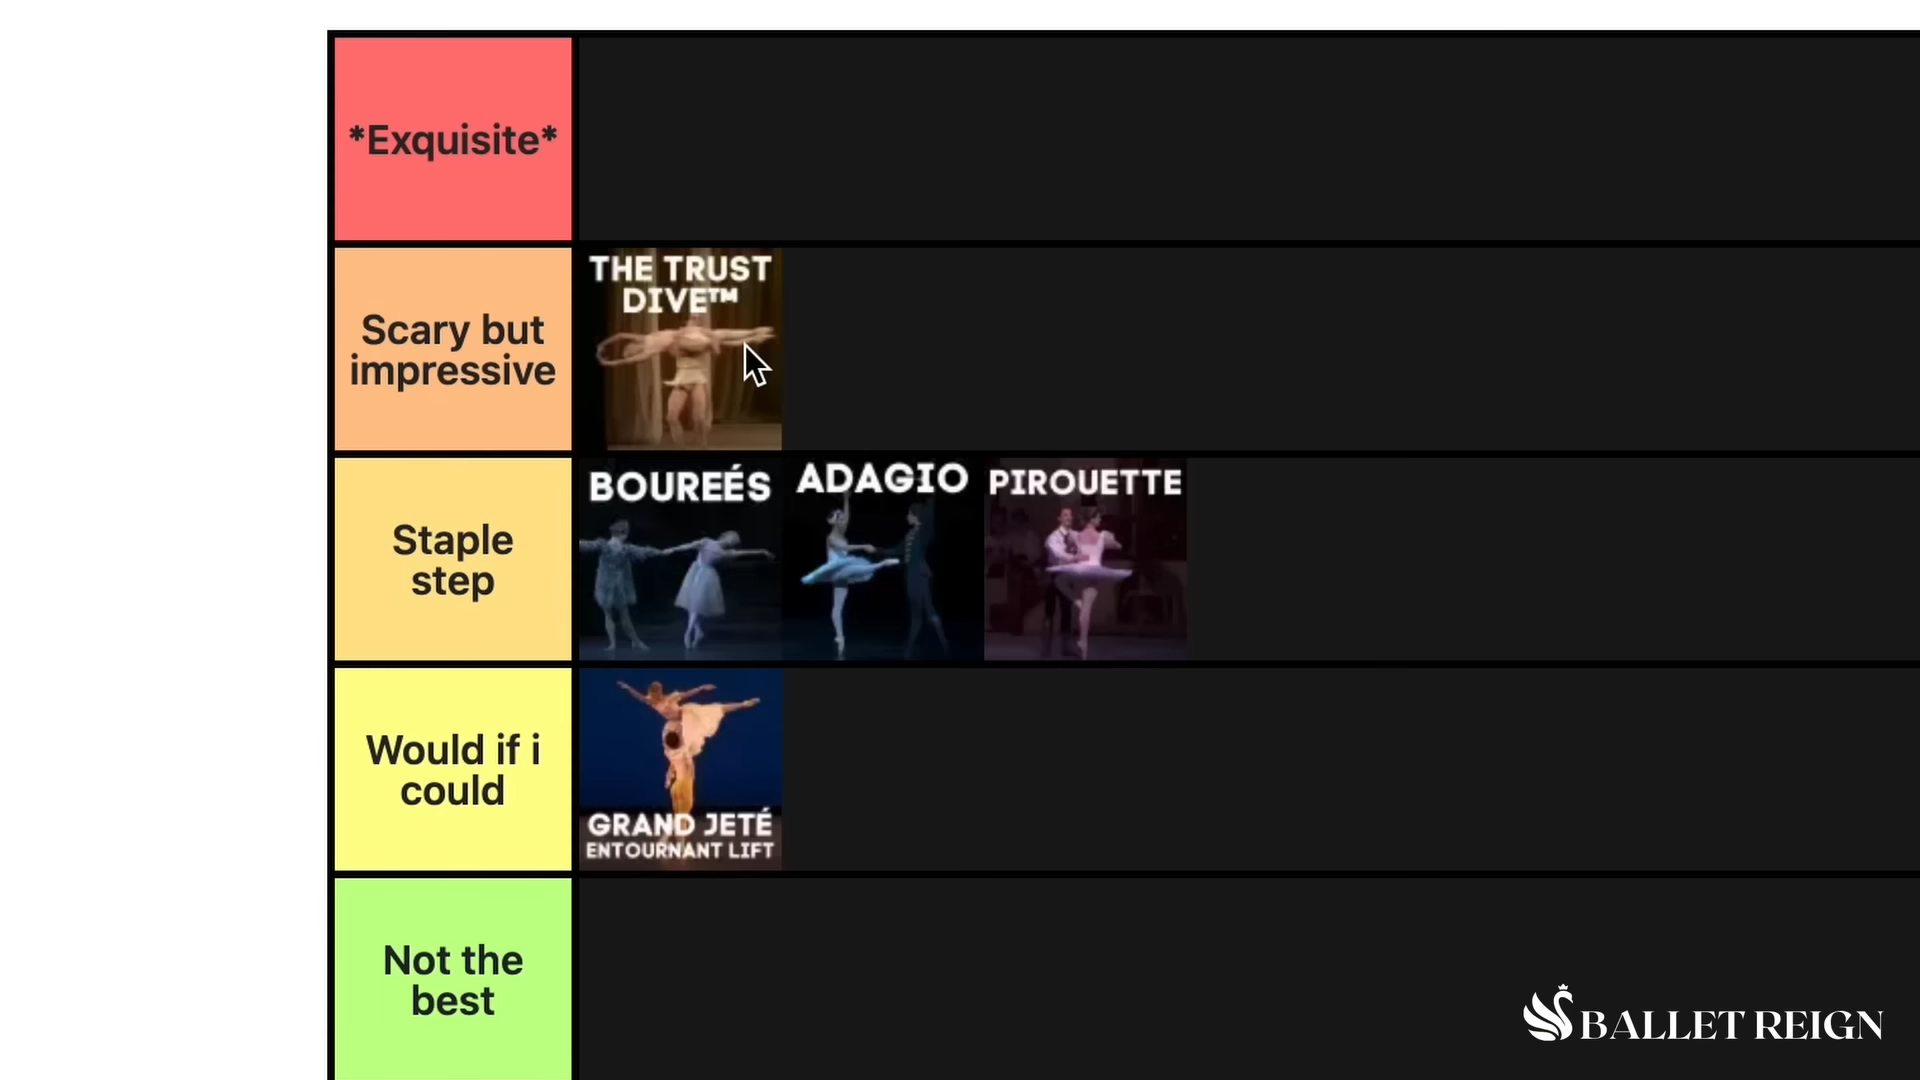 *Exquisite*
Scary but
impressive
THE TRUST
DIVE™
Staple
step
BOUREÉS
ADAGIO
PIROUETTE
Would if i
could
GRAND JETÉ
ENTOURNANT LIFT
Not the
best
BALLET REIGN